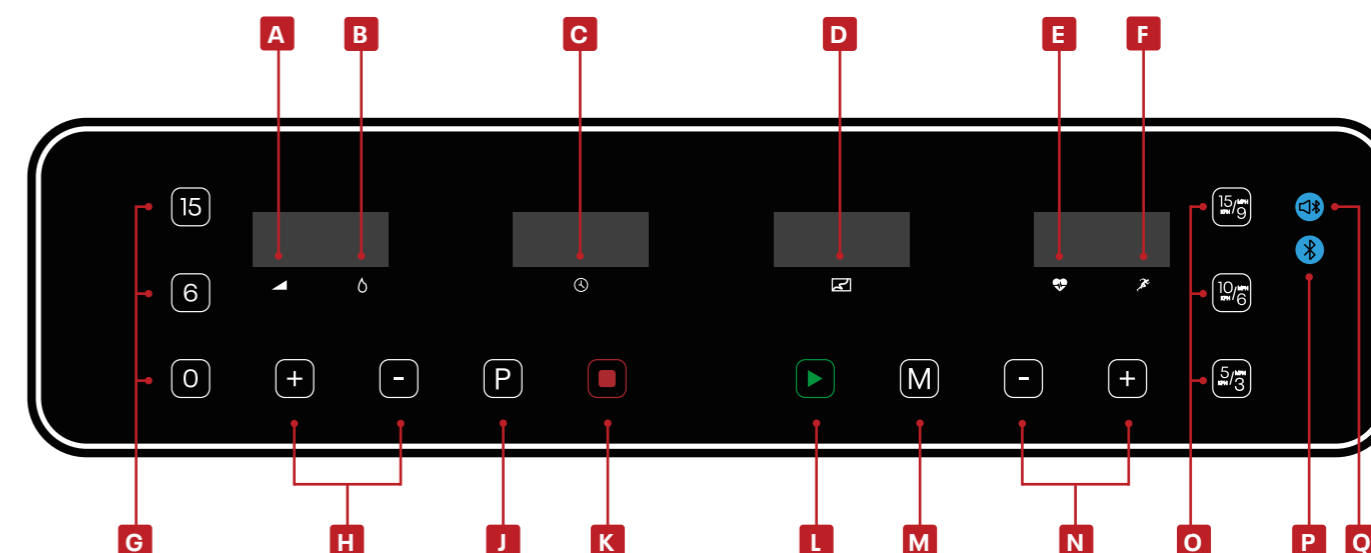 A B C D E F
15 15 KPH / MPH 9
6 10 KPH / MPH 6
0 + - P M - + 5 KPH / MPH 3
G H J K L M N O P Q